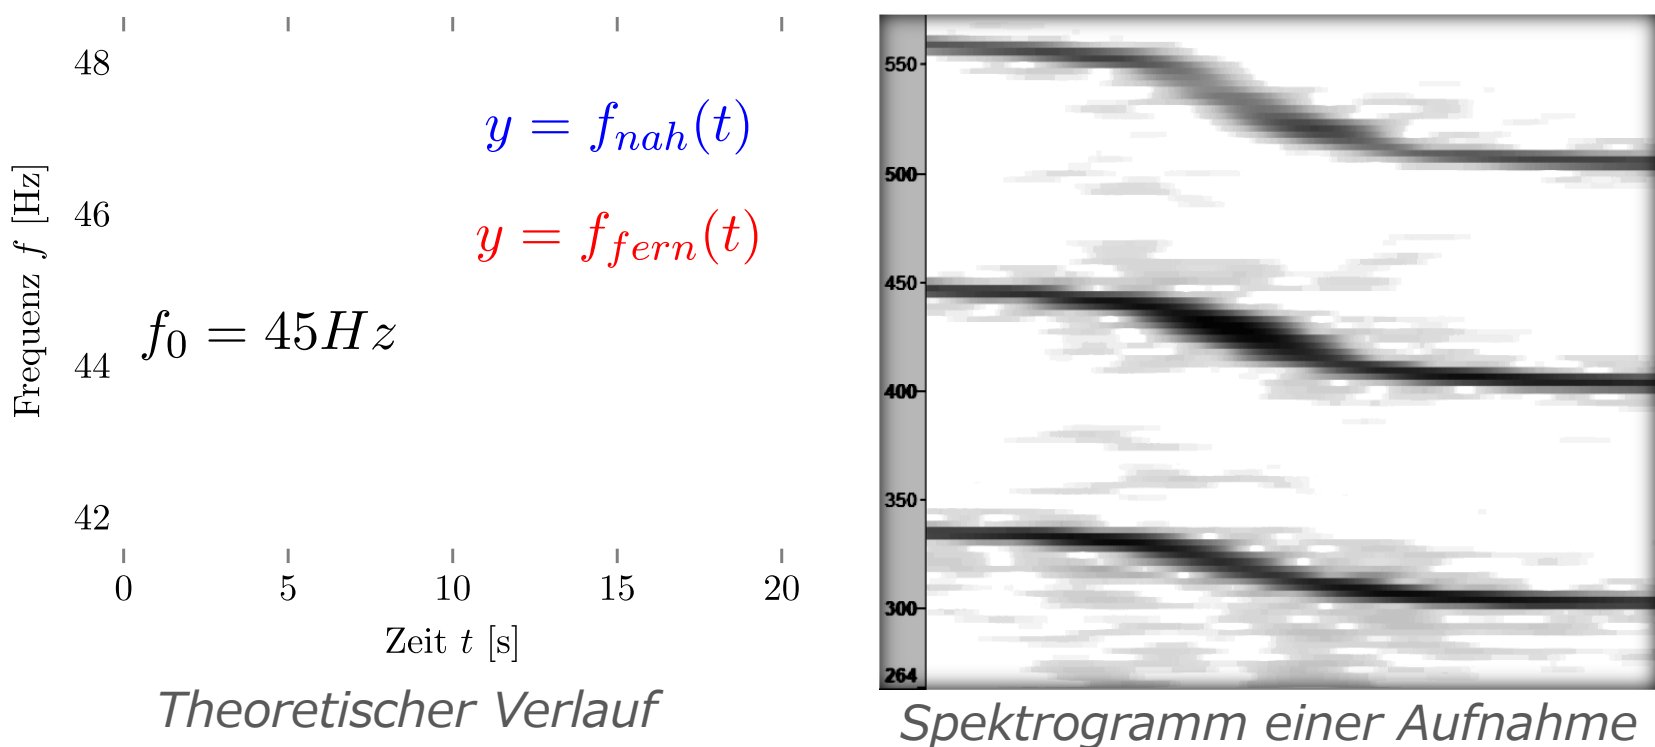 48
46
44
42
Frequenz f [Hz]
y = f_{nah}(t)
y = f_{fern}(t)
f_0 = 45Hz
0 5 10 15 20
Zeit t [s]
Theoretischer Verlauf
550
500
450
400
350
300
264
Spektrogramm einer Aufnahme